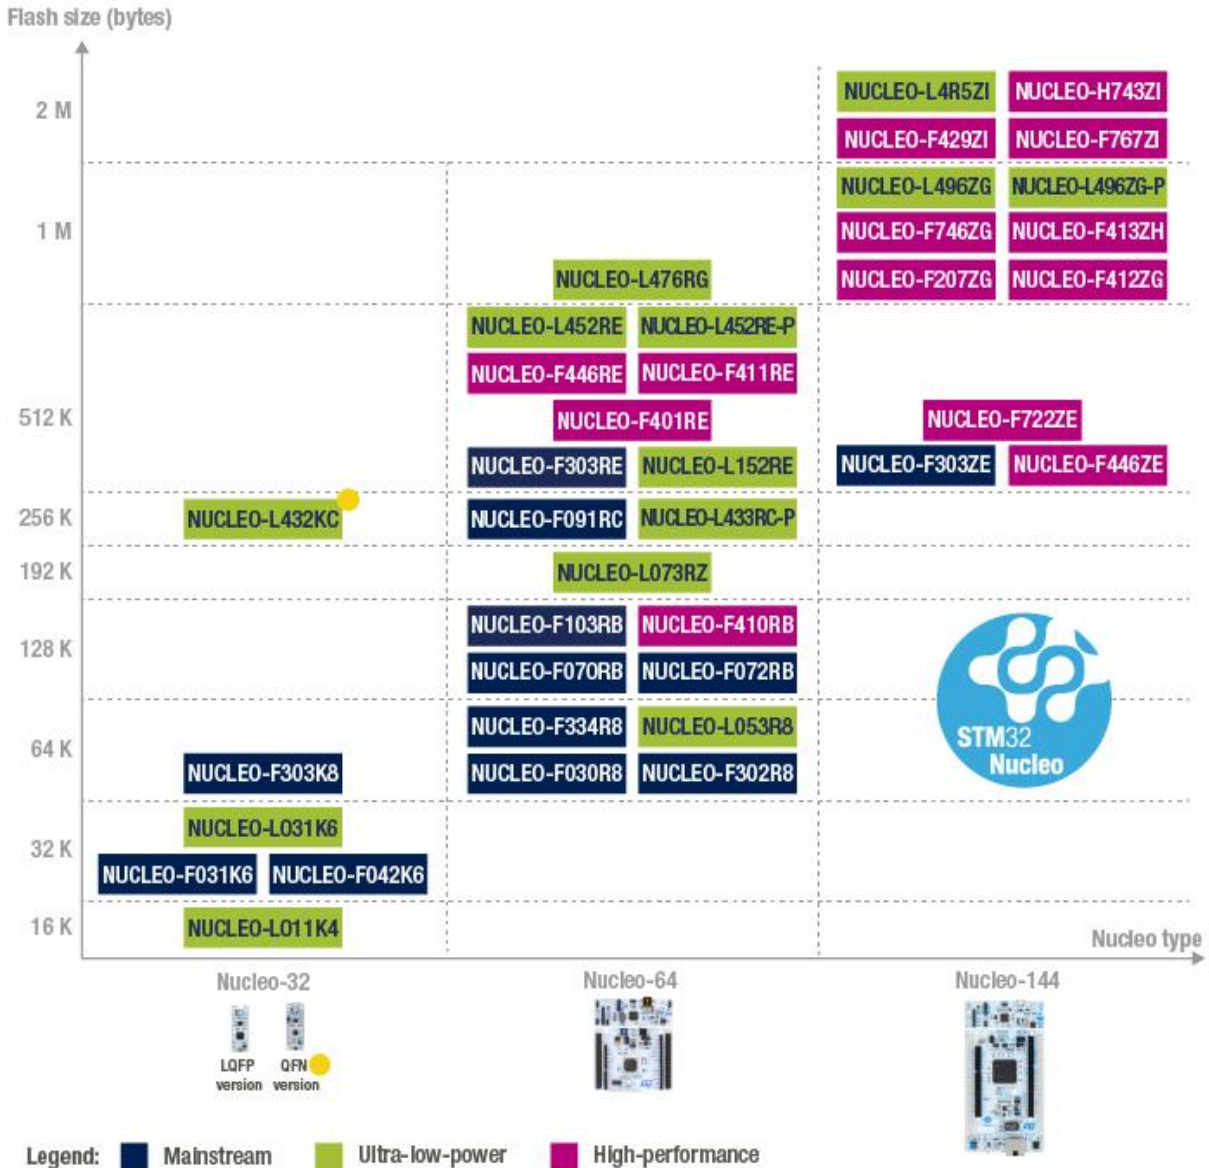 Flash size (bytes)
2 M
NUCLEO-L4R5ZI NUCLEO-H743ZI
NUCLEO-F429ZI NUCLEO-F767ZI
1 M
NUCLEO-L496ZG NUCLEO-L496ZG-P
NUCLEO-F746ZG NUCLEO-F413ZH
NUCLEO-L476RG NUCLEO-F207ZG NUCLEO-F412ZG
512 K
NUCLEO-L452RE NUCLEO-L452RE-P
NUCLEO-F446RE NUCLEO-F411RE
NUCLEO-F401RE NUCLEO-F722ZE
NUCLEO-F303RE NUCLEO-L152RE NUCLEO-F303ZE NUCLEO-F446ZE
256 K NUCLEO-L432KC NUCLEO-F091RC NUCLEO-L433RC-P
192 K NUCLEO-L073RZ
128 K
NUCLEO-F103RB NUCLEO-F410RB
NUCLEO-F070RB NUCLEO-F072RB
64 K
NUCLEO-F334R8 NUCLEO-L053R8
NUCLEO-F303K8 NUCLEO-F030R8 NUCLEO-F302R8
STM32
Nucleo
32 K
NUCLEO-L031K6
NUCLEO-F031K6 NUCLEO-F042K6
16 K NUCLEO-L011K4
Nucleo type
Nucleo-32 Nucleo-64 Nucleo-144
LQFP version
QFN version
Legend: Mainstream Ultra-low-power High-performance